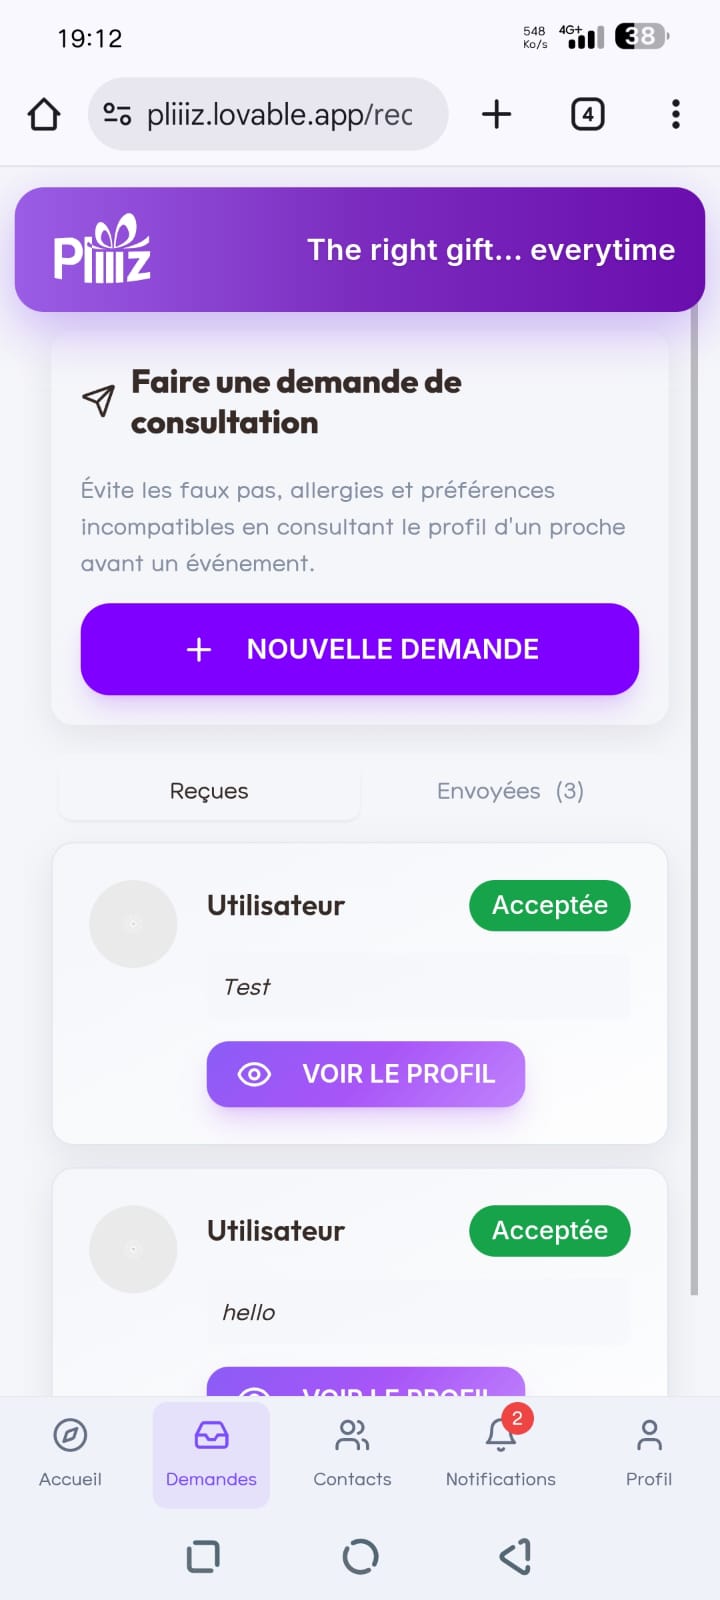 19:12
548
Ko/s
4G+
38
pliiiz.lovable.app/rec
4
Pliiiz
The right gift... everytime
Faire une demande de
consultation
Évite les faux pas, allergies et préférences
incompatibles en consultant le profil d'un proche
avant un événement.
NOUVELLE DEMANDE
Reçues
Envoyées (3)
Utilisateur
Acceptée
Test
VOIR LE PROFIL
Utilisateur
Acceptée
hello
VOIR LE PROFIL
2
Accueil
Demandes
Contacts
Notifications
Profil